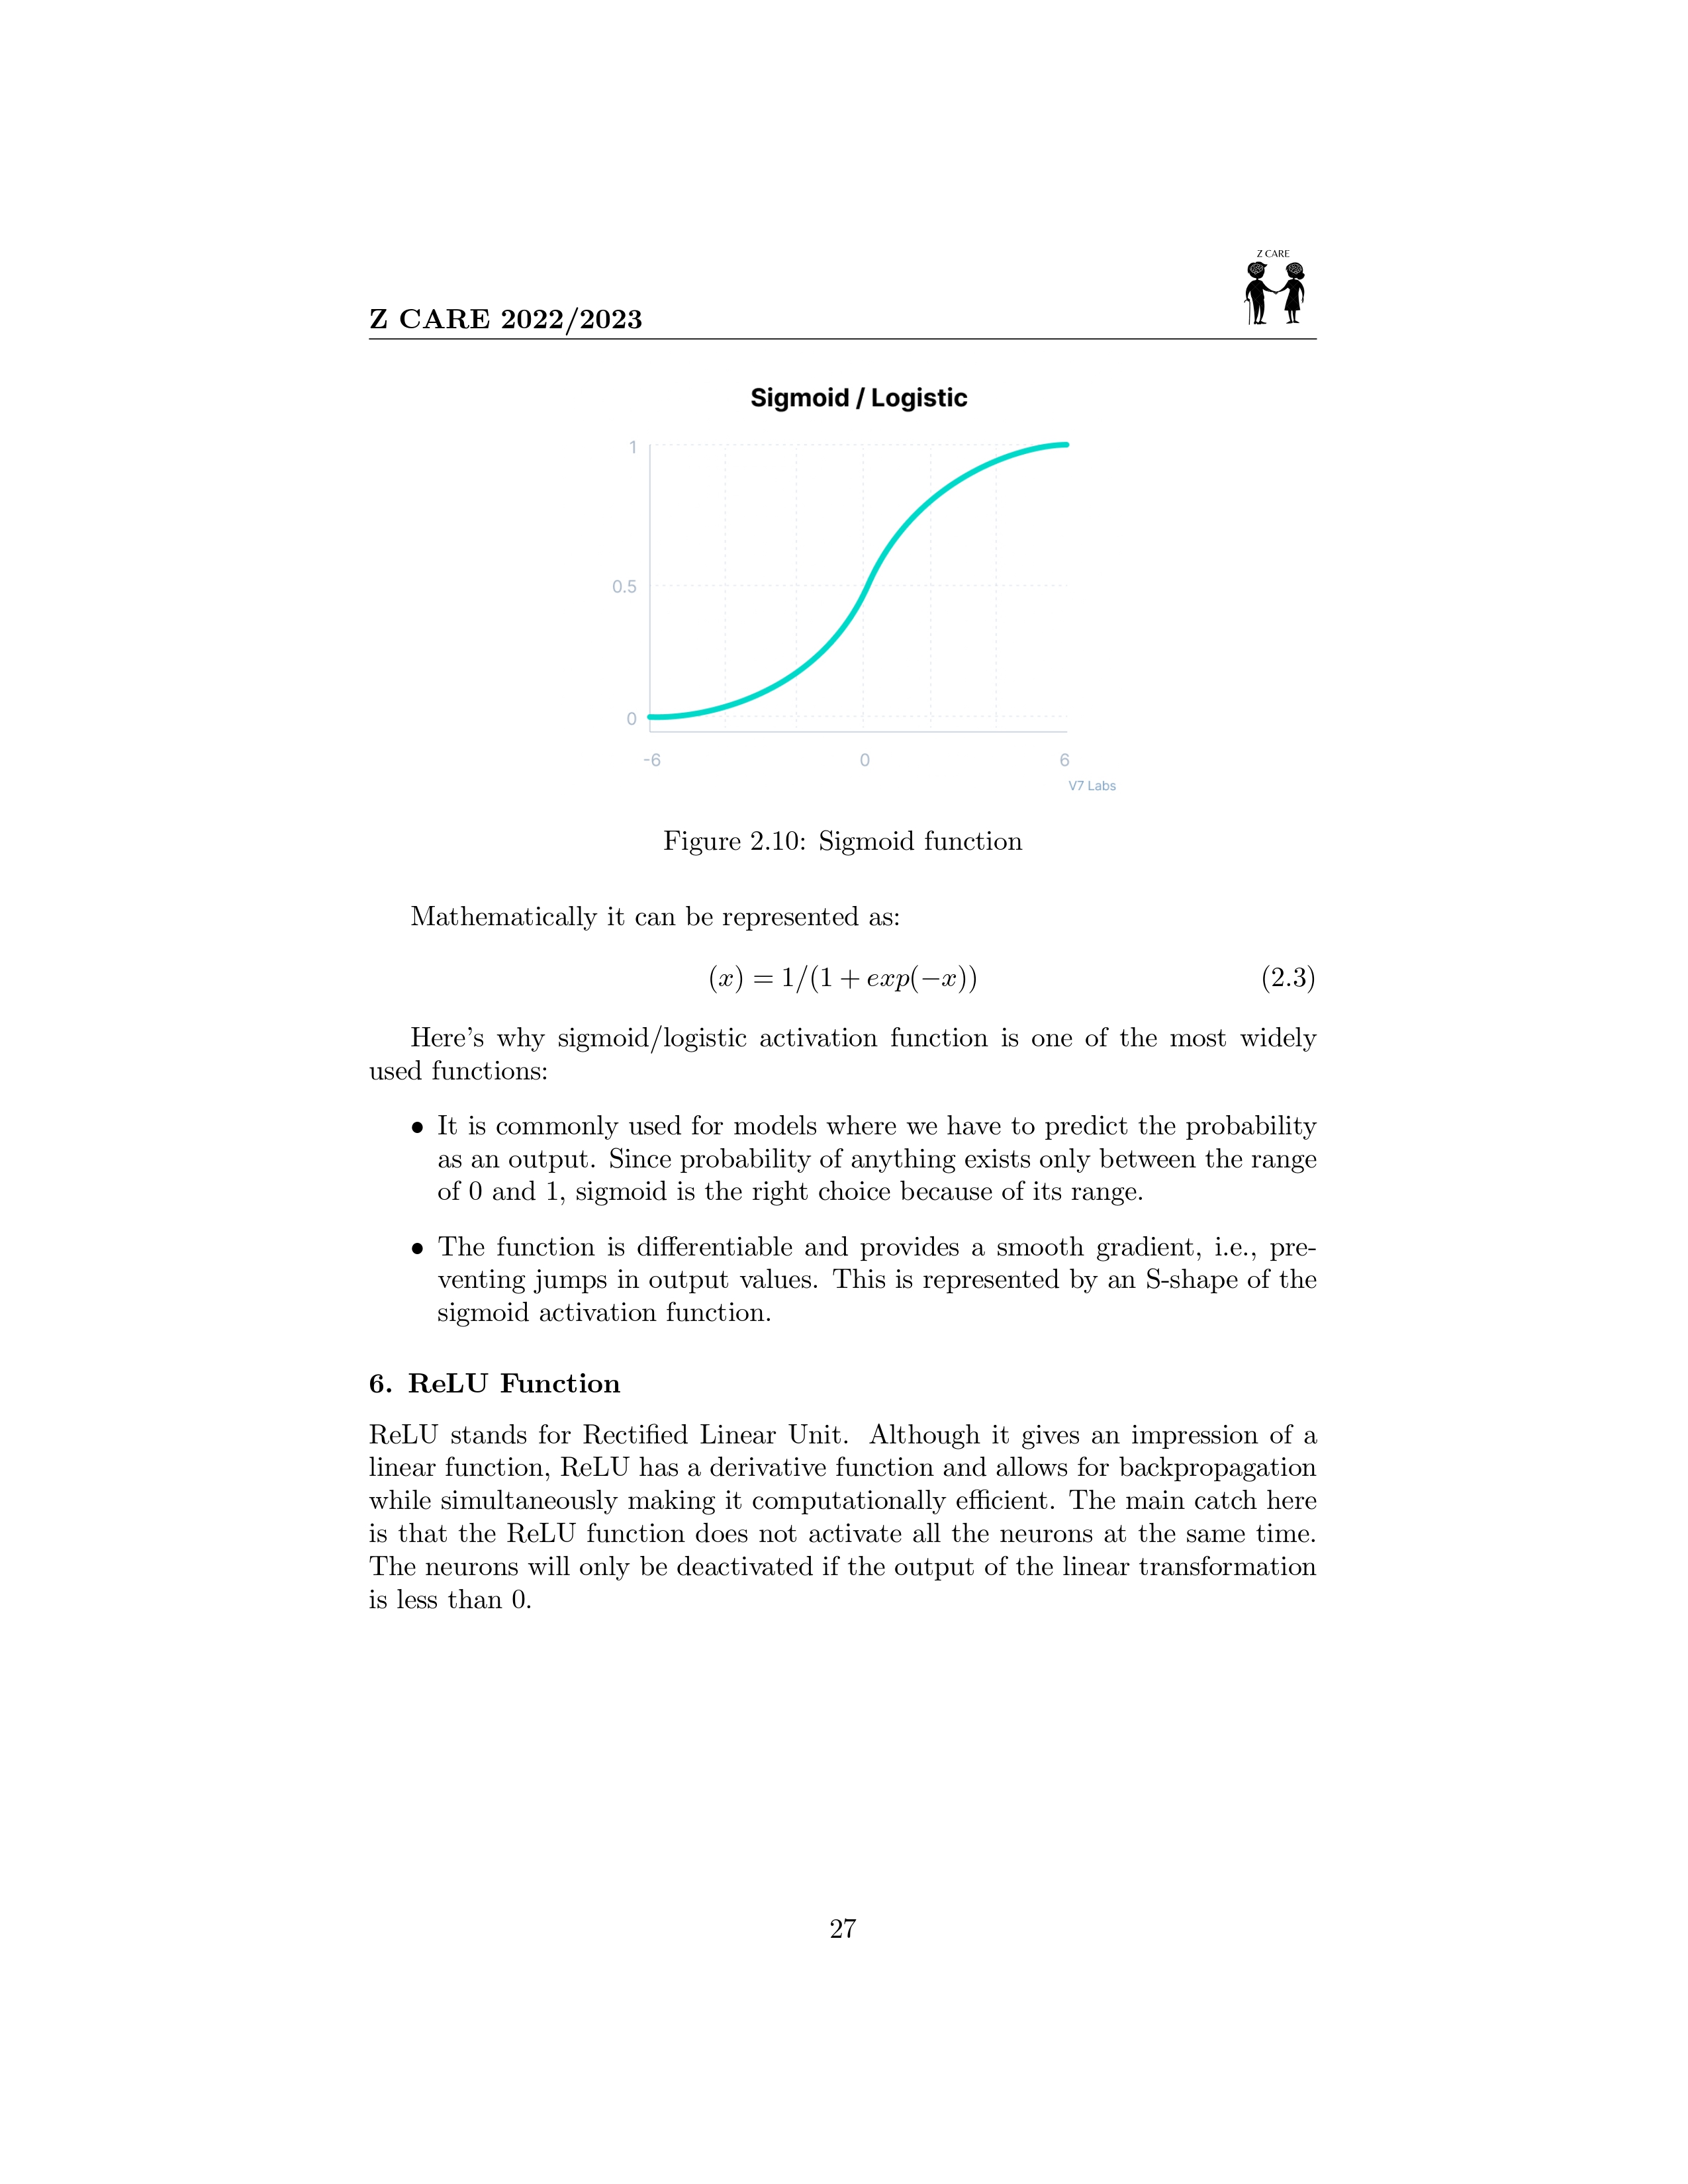 Z CARE
Z CARE 2022/2023
Sigmoid / Logistic
1
0.5
0
-6 0 6
V7 Labs
Figure 2.10: Sigmoid function
Mathematically it can be represented as:
(x) = 1/(1 + exp(−x)) (2.3)
Here's why sigmoid/logistic activation function is one of the most widely
used functions:
• It is commonly used for models where we have to predict the probability
as an output. Since probability of anything exists only between the range
of 0 and 1, sigmoid is the right choice because of its range.
• The function is differentiable and provides a smooth gradient, i.e., pre-
venting jumps in output values. This is represented by an S-shape of the
sigmoid activation function.
6. ReLU Function
ReLU stands for Rectified Linear Unit. Although it gives an impression of a
linear function, ReLU has a derivative function and allows for backpropagation
while simultaneously making it computationally efficient. The main catch here
is that the ReLU function does not activate all the neurons at the same time.
The neurons will only be deactivated if the output of the linear transformation
is less than 0.
27